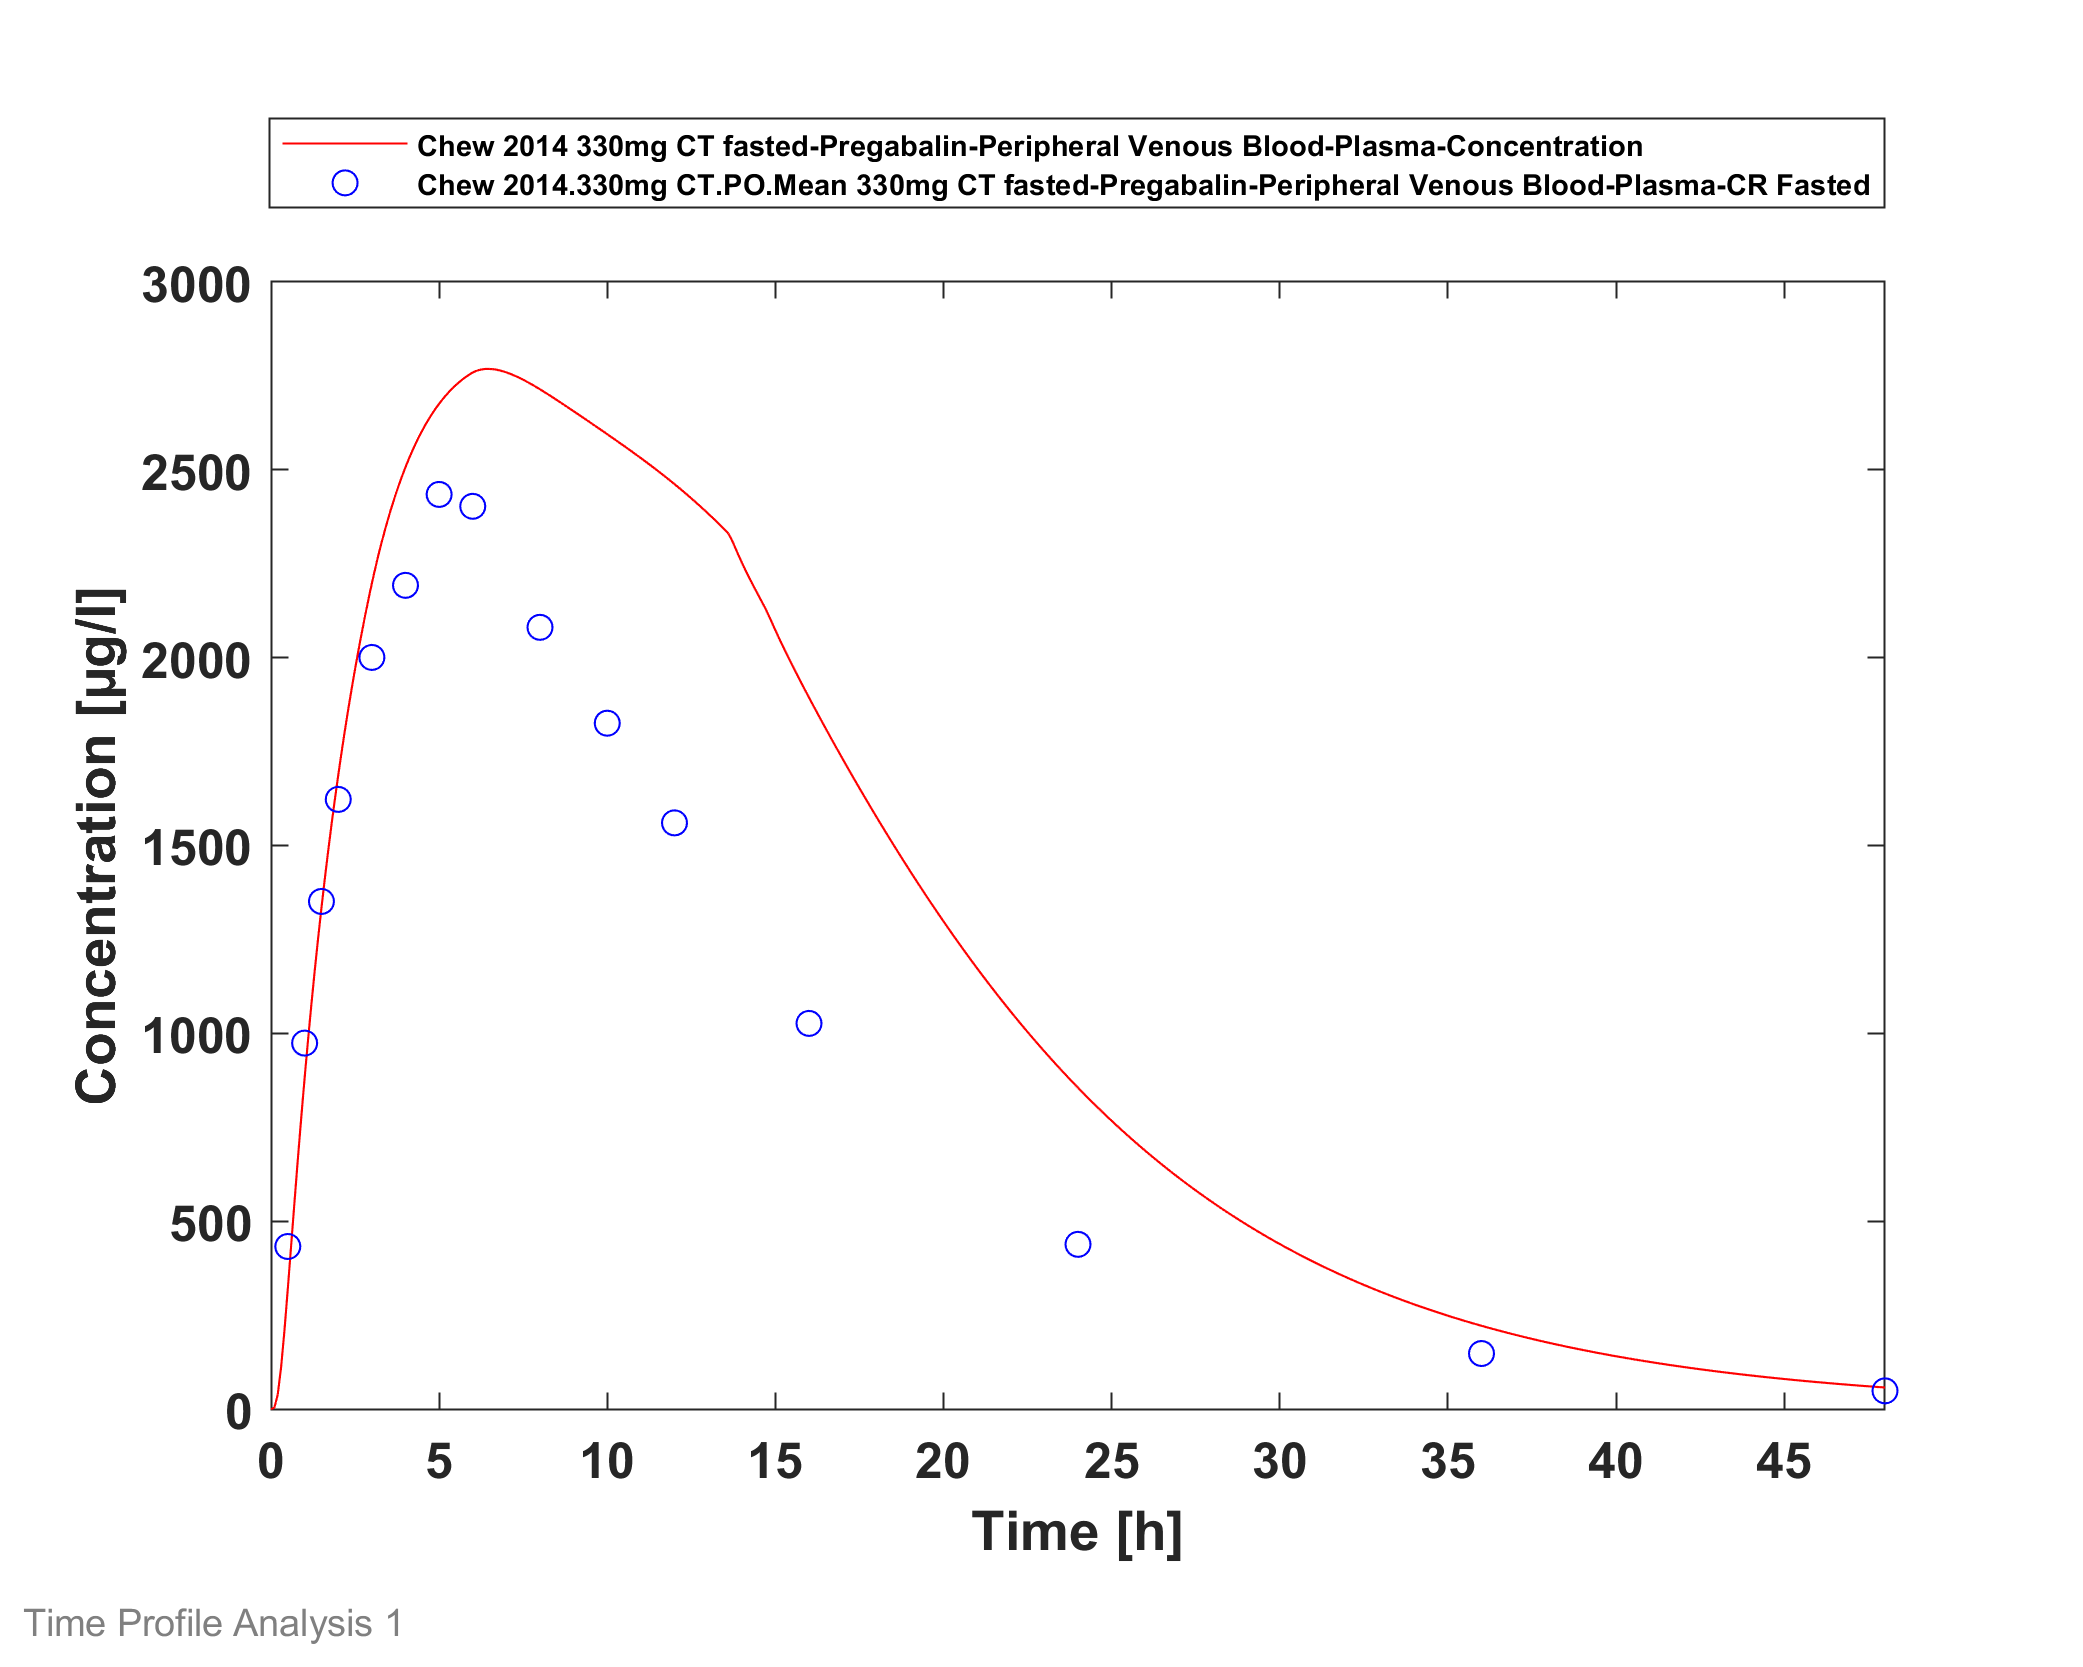 Chew 2014 330mg CT fasted-Pregabalin-Peripheral Venous Blood-Plasma-Concentration
Chew 2014.330mg CT.PO.Mean 330mg CT fasted-Pregabalin-Peripheral Venous Blood-Plasma-CR Fasted
3000
2500
2000
1500
1000
500
0
Concentration [µg/l]
0 5 10 15 20 25 30 35 40 45
Time [h]
Time Profile Analysis 1